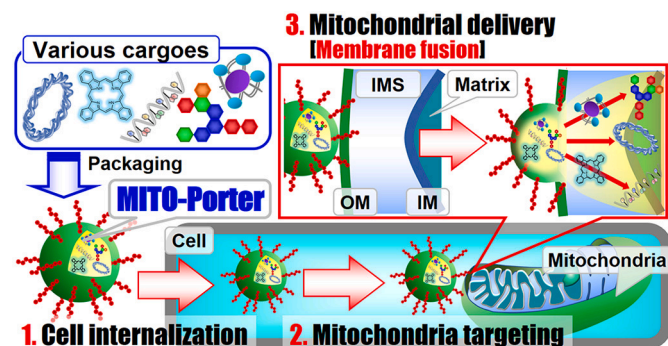 Various cargoes
Packaging
MITO-Porter
3. Mitochondrial delivery
[Membrane fusion]
IMS
Matrix
OM
IM
Cell
Mitochondria
1. Cell internalization
2. Mitochondria targeting